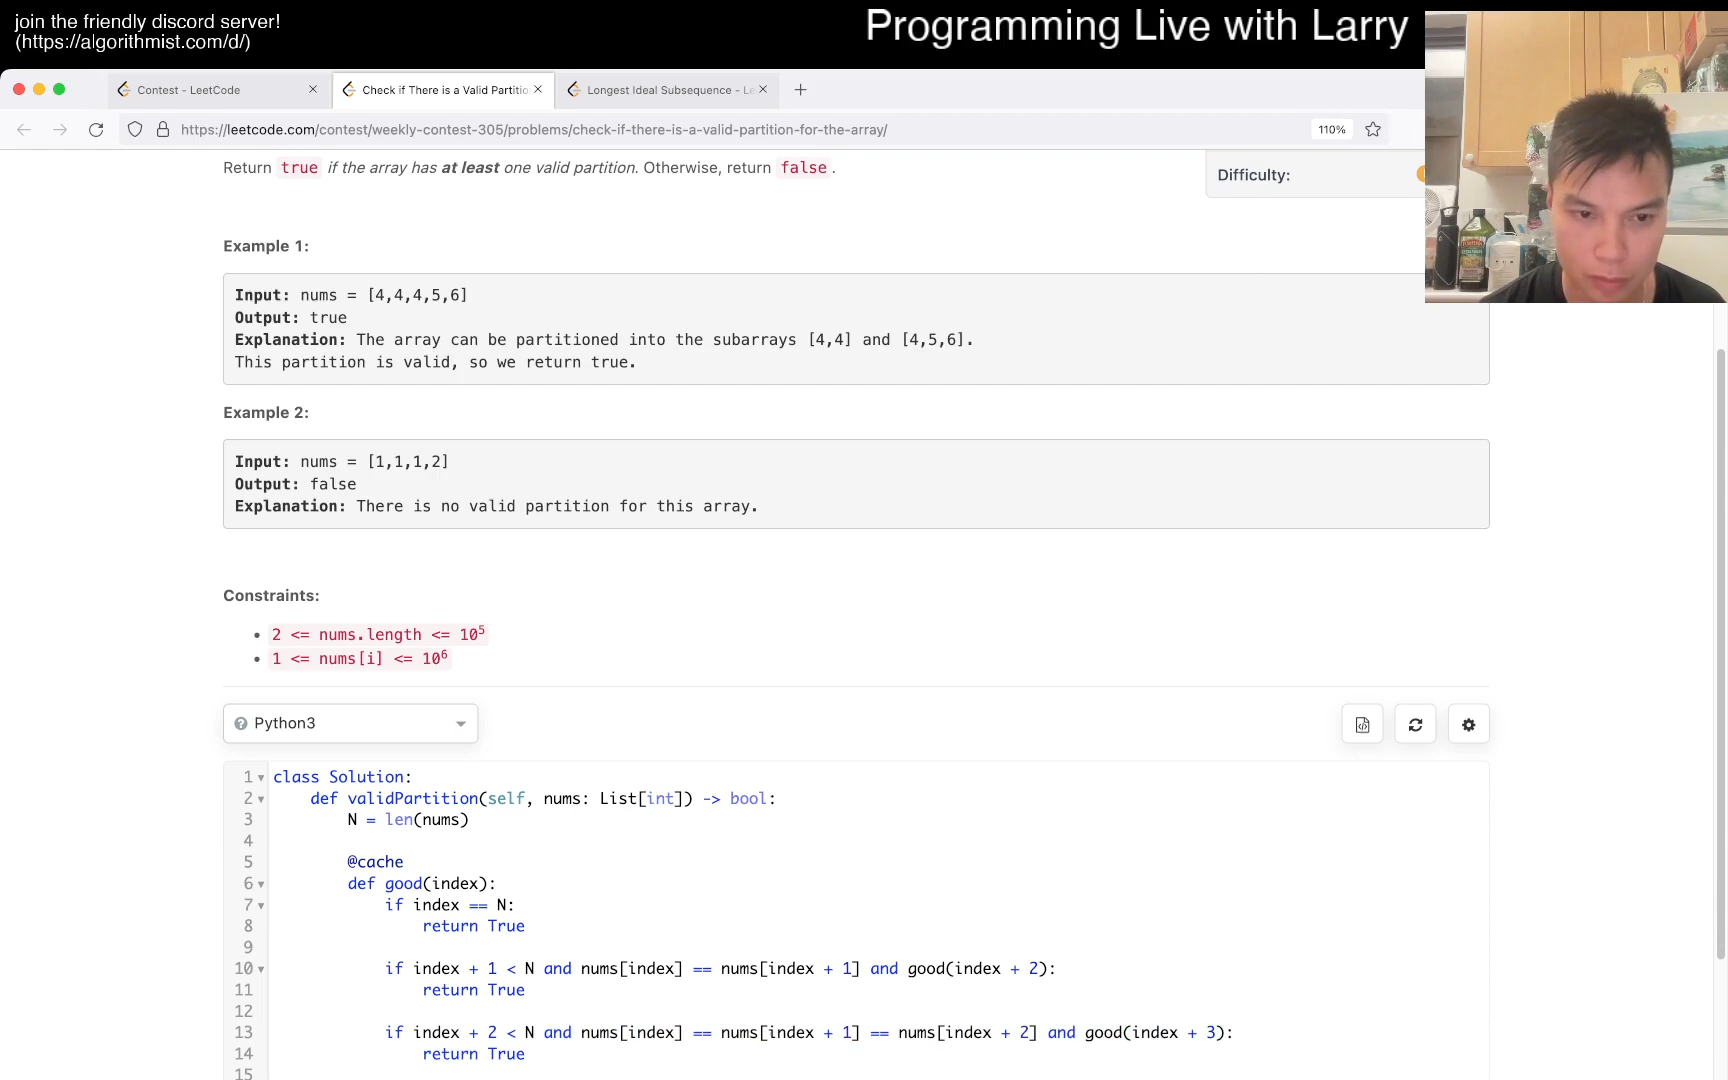 join the friendly discord server!
(https://algorithmist.com/d/)
Programming Live with Larry
Contest - LeetCode
Check if There is a Valid Partitio
Longest Ideal Subsequence - Le
https://leetcode.com/contest/weekly-contest-305/problems/check-if-there-is-a-valid-partition-for-the-array/
110%
Return true if the array has at least one valid partition. Otherwise, return false.
Difficulty:
Example 1:
Input: nums = [4,4,4,5,6]
Output: true
Explanation: The array can be partitioned into the subarrays [4,4] and [4,5,6].
This partition is valid, so we return true.
Example 2:
Input: nums = [1,1,1,2]
Output: false
Explanation: There is no valid partition for this array.
Constraints:
2 <= nums.length <= 10^5
1 <= nums[i] <= 10^6
Python3
1 class Solution:
2 def validPartition(self, nums: List[int]) -> bool:
3 N = len(nums)
4
5 @cache
6 def good(index):
7 if index == N:
8 return True
9
10 if index + 1 < N and nums[index] == nums[index + 1] and good(index + 2):
11 return True
12
13 if index + 2 < N and nums[index] == nums[index + 1] == nums[index + 2] and good(index + 3):
14 return True
15